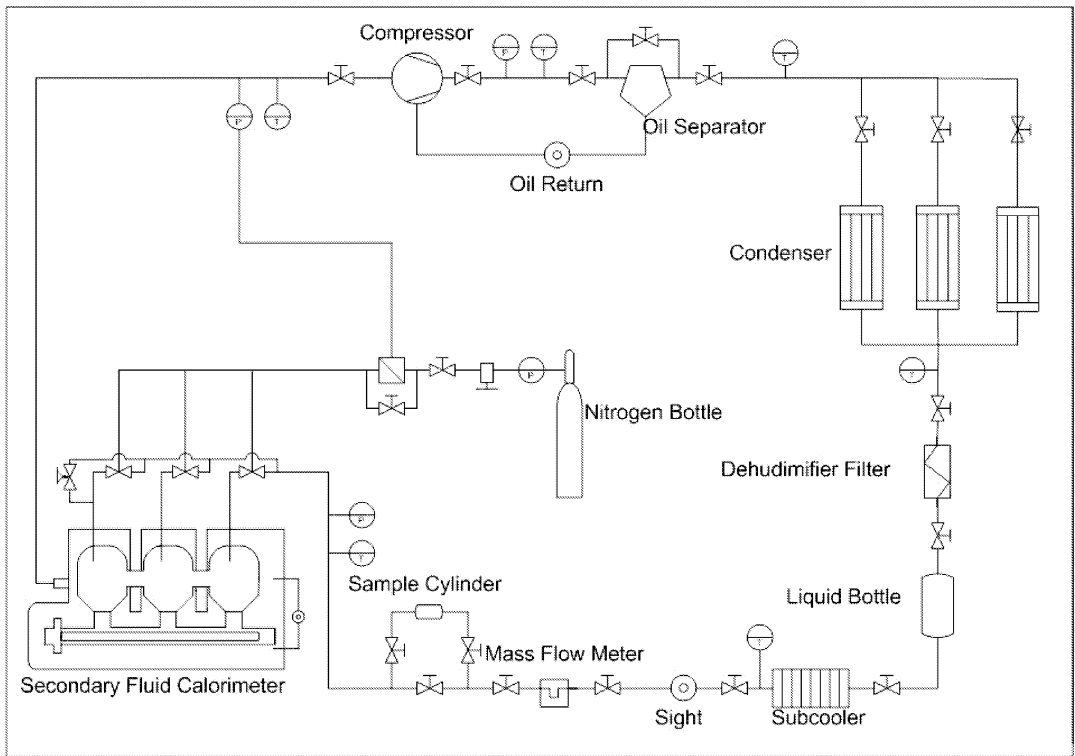 Compressor
P
T
T
P
T
Oil Separator
Oil Return
Condenser
P
T
Nitrogen Bottle
Dehudimifier Filter
P
T
Sample Cylinder
Liquid Bottle
T
Mass Flow Meter
Secondary Fluid Calorimeter
Sight
Subcooler